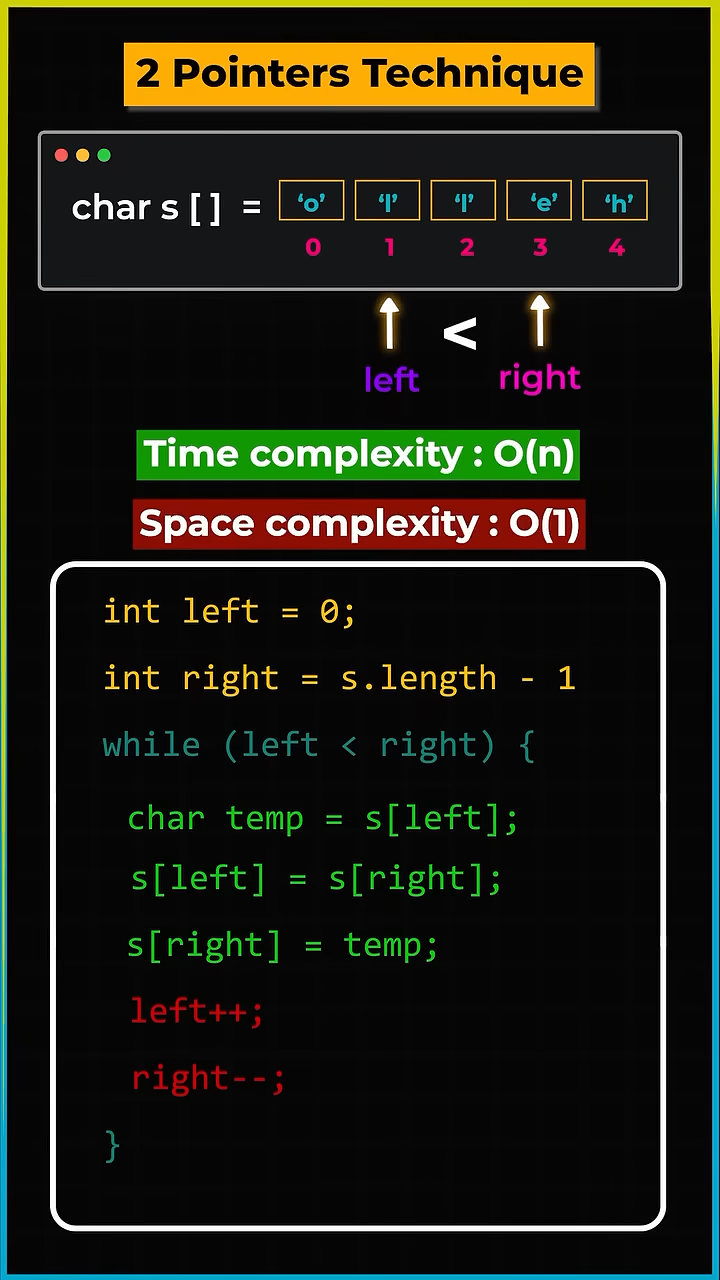 2 Pointers Technique
char s [ ] = ‘o’ ‘l’ ‘l’ ‘e’ ‘h’
0 1 2 3 4
<
left right
Time complexity : O(n)
Space complexity : O(1)
int left = 0;
int right = s.length - 1
while (left < right) {
char temp = s[left];
s[left] = s[right];
s[right] = temp;
left++;
right--;
}